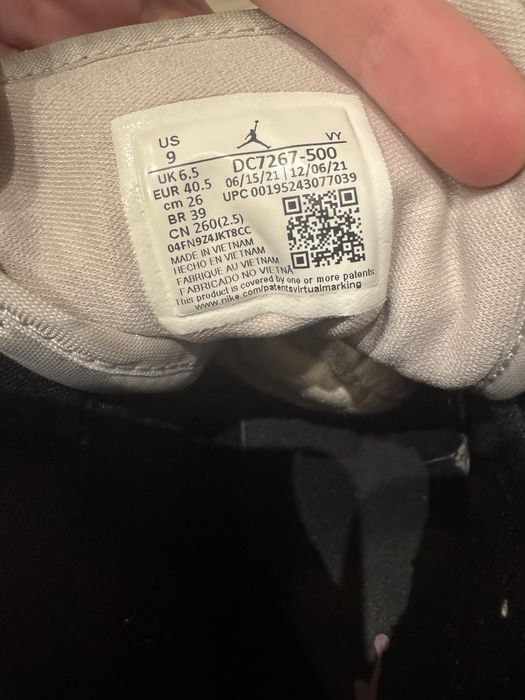 US
9
VY
UK 6.5
DC7267-500
EUR 40.5
06/15/21 | 12/06/21
cm 26
UPC 00195243077039
BR 39
CN 260(2.5)
04FN9Z4JKT8CC
MADE IN VIETNAM
HECHO EN VIETNAM
FABRIQUE AU VIETNAM
FABRICADO NO VIETNA
This product is covered by one or more patents.
www.nike.com/patentsvirtualmarking